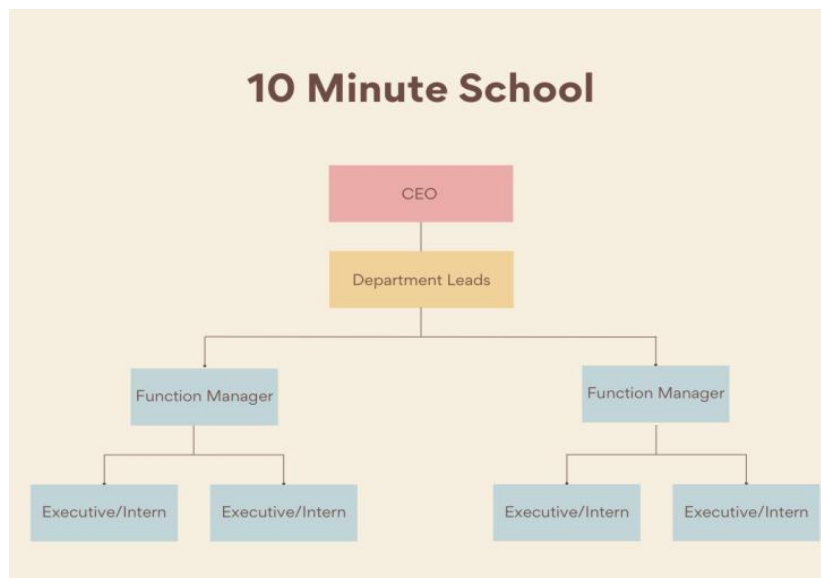 10 Minute School
CEO
Department Leads
Function Manager
Function Manager
Executive/Intern
Executive/Intern
Executive/Intern
Executive/Intern